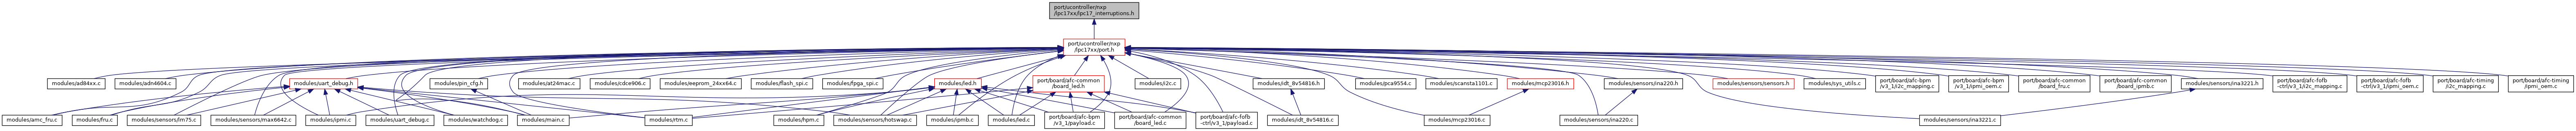 port/ucontroller/nxp
/lpc17xx/lpc17_interruptions.h
port/ucontroller/nxp
/lpc17xx/port.h
modules/ad84xx.c
modules/adn4604.c
modules/uart_debug.h
modules/pin_cfg.h
modules/at24mac.c
modules/cdce906.c
modules/eeprom_24xx64.c
modules/flash_spi.c
modules/fpga_spi.c
modules/led.h
port/board/afc-common
/board_led.h
modules/i2c.c
modules/idt_8v54816.h
modules/pca9554.c
modules/scansta1101.c
modules/mcp23016.h
modules/sensors/ina220.h
modules/sensors/sensors.h
modules/sys_utils.c
port/board/afc-bpm
/v3_1/i2c_mapping.c
port/board/afc-bpm
/v3_1/ipmi_oem.c
port/board/afc-common
/board_fru.c
port/board/afc-common
/board_ipmb.c
modules/sensors/ina3221.h
port/board/afc-fofb
-ctrl/v3_1/i2c_mapping.c
port/board/afc-fofb
-ctrl/v3_1/ipmi_oem.c
port/board/afc-timing
/i2c_mapping.c
port/board/afc-timing
/ipmi_oem.c
modules/amc_fru.c
modules/fru.c
modules/sensors/fm75.c
modules/sensors/max6642.c
modules/ipmi.c
modules/uart_debug.c
modules/watchdog.c
modules/main.c
modules/rtm.c
modules/hpm.c
modules/sensors/hotswap.c
modules/ipmb.c
modules/led.c
port/board/afc-bpm
/v3_1/payload.c
port/board/afc-common
/board_led.c
port/board/afc-fofb
-ctrl/v3_1/payload.c
modules/idt_8v54816.c
modules/mcp23016.c
modules/sensors/ina220.c
modules/sensors/ina3221.c